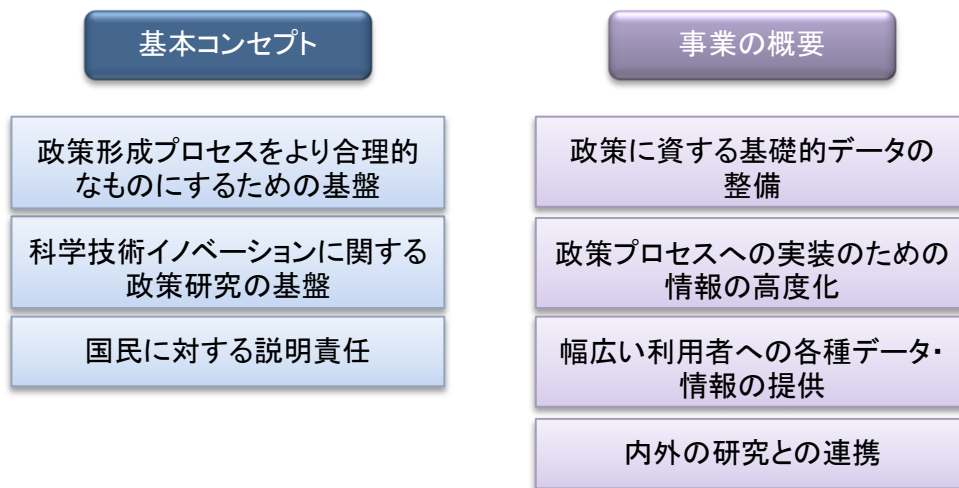 基本コンセプト
政策形成プロセスをより合理的
なものにするための基盤
科学技術イノベーションに関する
政策研究の基盤
国民に対する説明責任
事業の概要
政策に資する基礎的データの
整備
政策プロセスへの実装のための
情報の高度化
幅広い利用者への各種データ・
情報の提供
内外の研究との連携